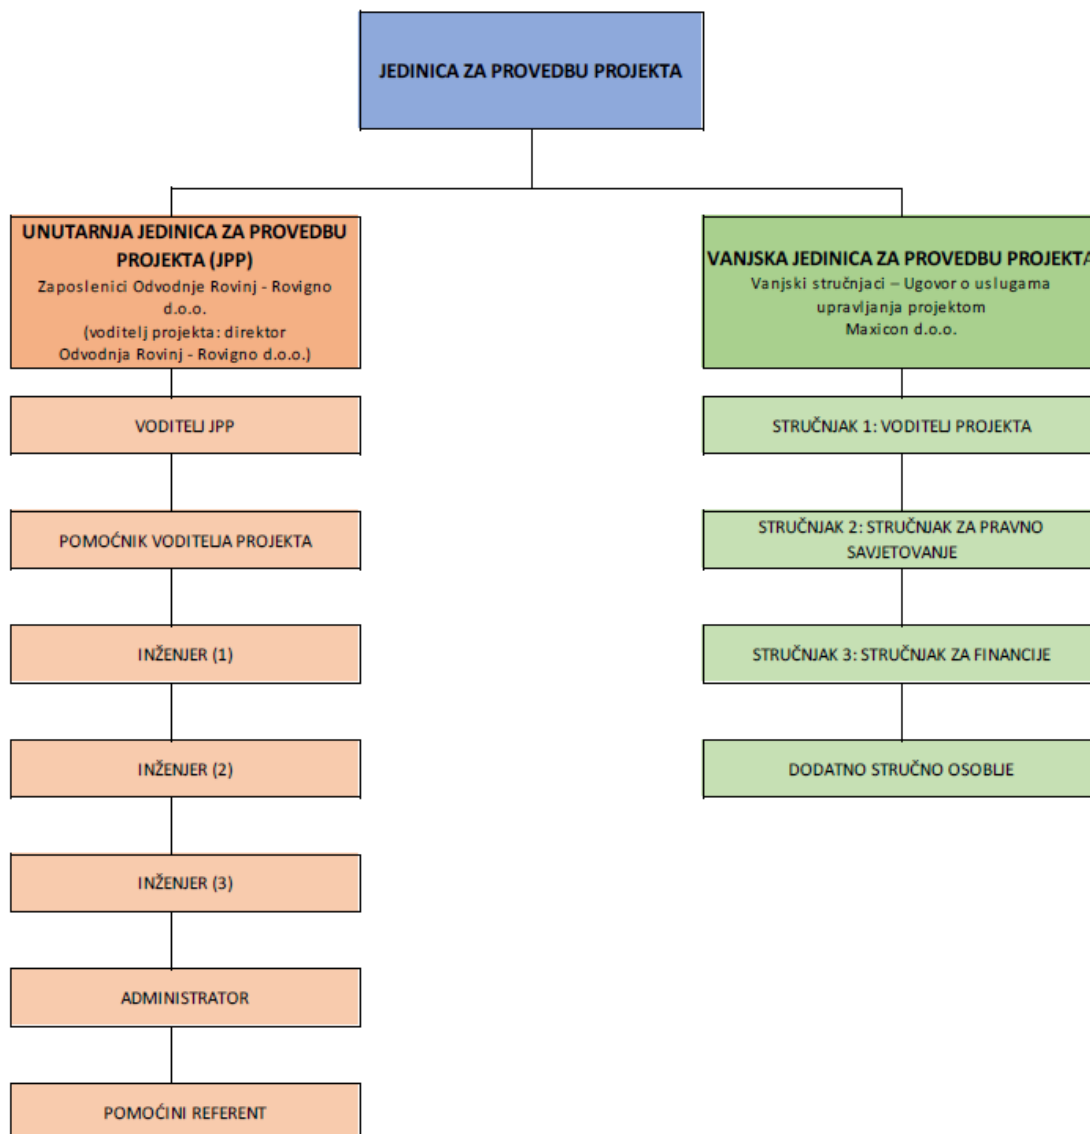 JEDINICA ZA PROVEDBU PROJEKTA
UNUTARNJA JEDINICA ZA PROVEDBU
PROJEKTA (JPP)
Zaposlenici Odvodnje Rovinj - Rovigno
d.o.o.
(voditelj projekta: direktor
Odvodnja Rovinj - Rovigno d.o.o.)
VODITELJ JPP
POMOĆNIK VODITELJA PROJEKTA
INŽENJER (1)
INŽENJER (2)
INŽENJER (3)
ADMINISTRATOR
POMOĆINI REFERENT
VANJSKA JEDINICA ZA PROVEDBU PROJEKTA
Vanjski stručnjaci – Ugovor o uslugama
upravljanja projektom
Maxicon d.o.o.
STRUČNJAK 1: VODITELJ PROJEKTA
STRUČNJAK 2: STRUČNJAK ZA PRAVNO
SAVJETOVANJE
STRUČNJAK 3: STRUČNJAK ZA FINANCIJE
DODATNO STRUČNO OSOBLJE